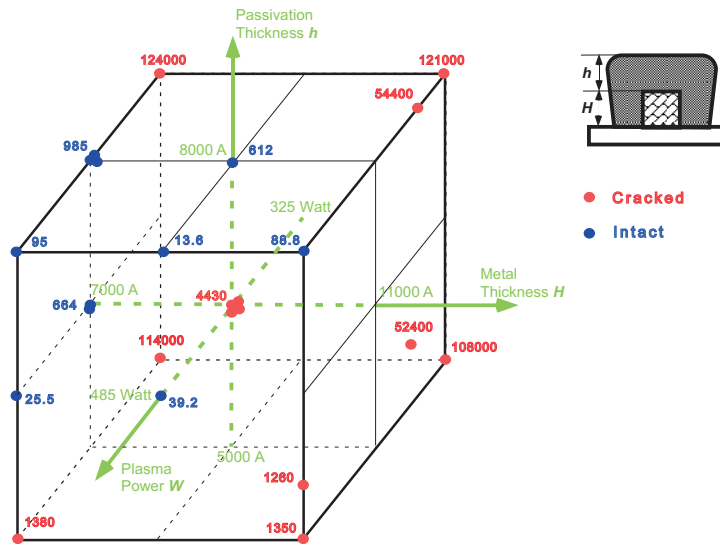 Passivation
Thickness h
124000
121000
54400
985
8000 A
612
h
H
325 Watt
Cracked
Intact
95
13.6
88.8
4430
7000 A
11000 A
Metal
Thickness H
664
52400
114000
108000
485 Watt
25.5
39.2
5000 A
Plasma
Power W
1260
1380
1350